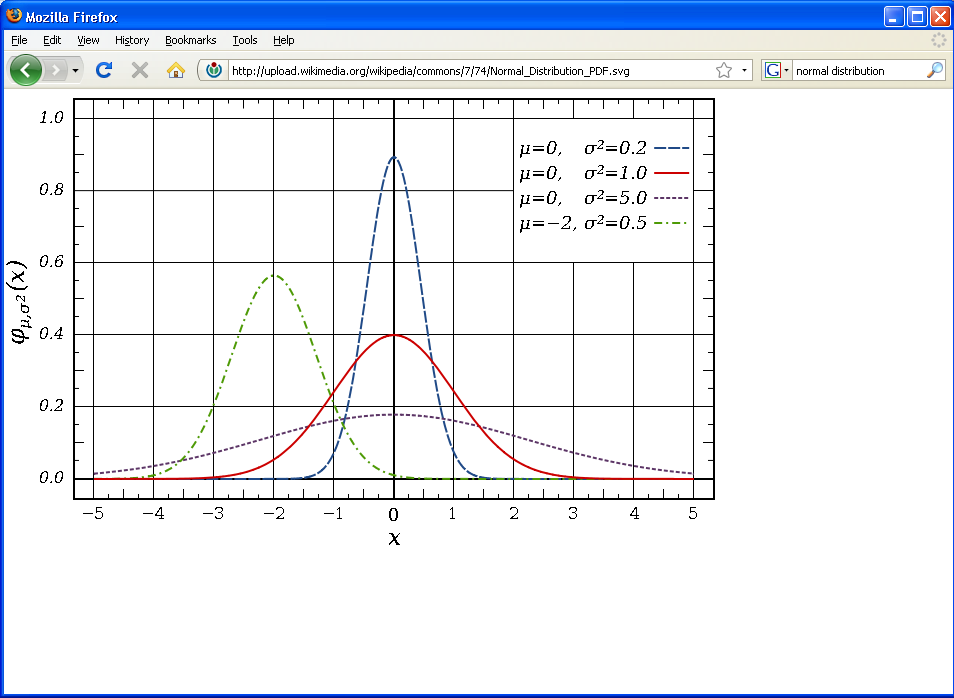 Mozilla Firefox
File Edit View History Bookmarks Tools Help
http://upload.wikimedia.org/wikipedia/commons/7/74/Normal_Distribution_PDF.svg
G
normal distribution
φμ,σ²(x)
1.0
0.8
0.6
0.4
0.2
0.0
μ=0, σ²=0.2
μ=0, σ²=1.0
μ=0, σ²=5.0
μ=−2, σ²=0.5
−5 −4 −3 −2 −1 0 1 2 3 4 5
x